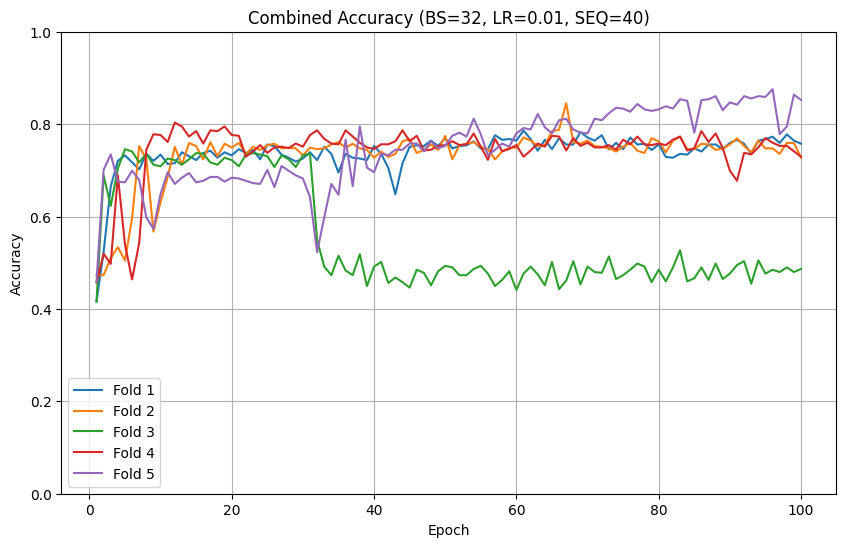 Combined Accuracy (BS=32, LR=0.01, SEQ=40)
1.0
0.8
0.6
0.4
0.2
0.0
Accuracy
Fold 1
Fold 2
Fold 3
Fold 4
Fold 5
0 20 40 60 80 100
Epoch